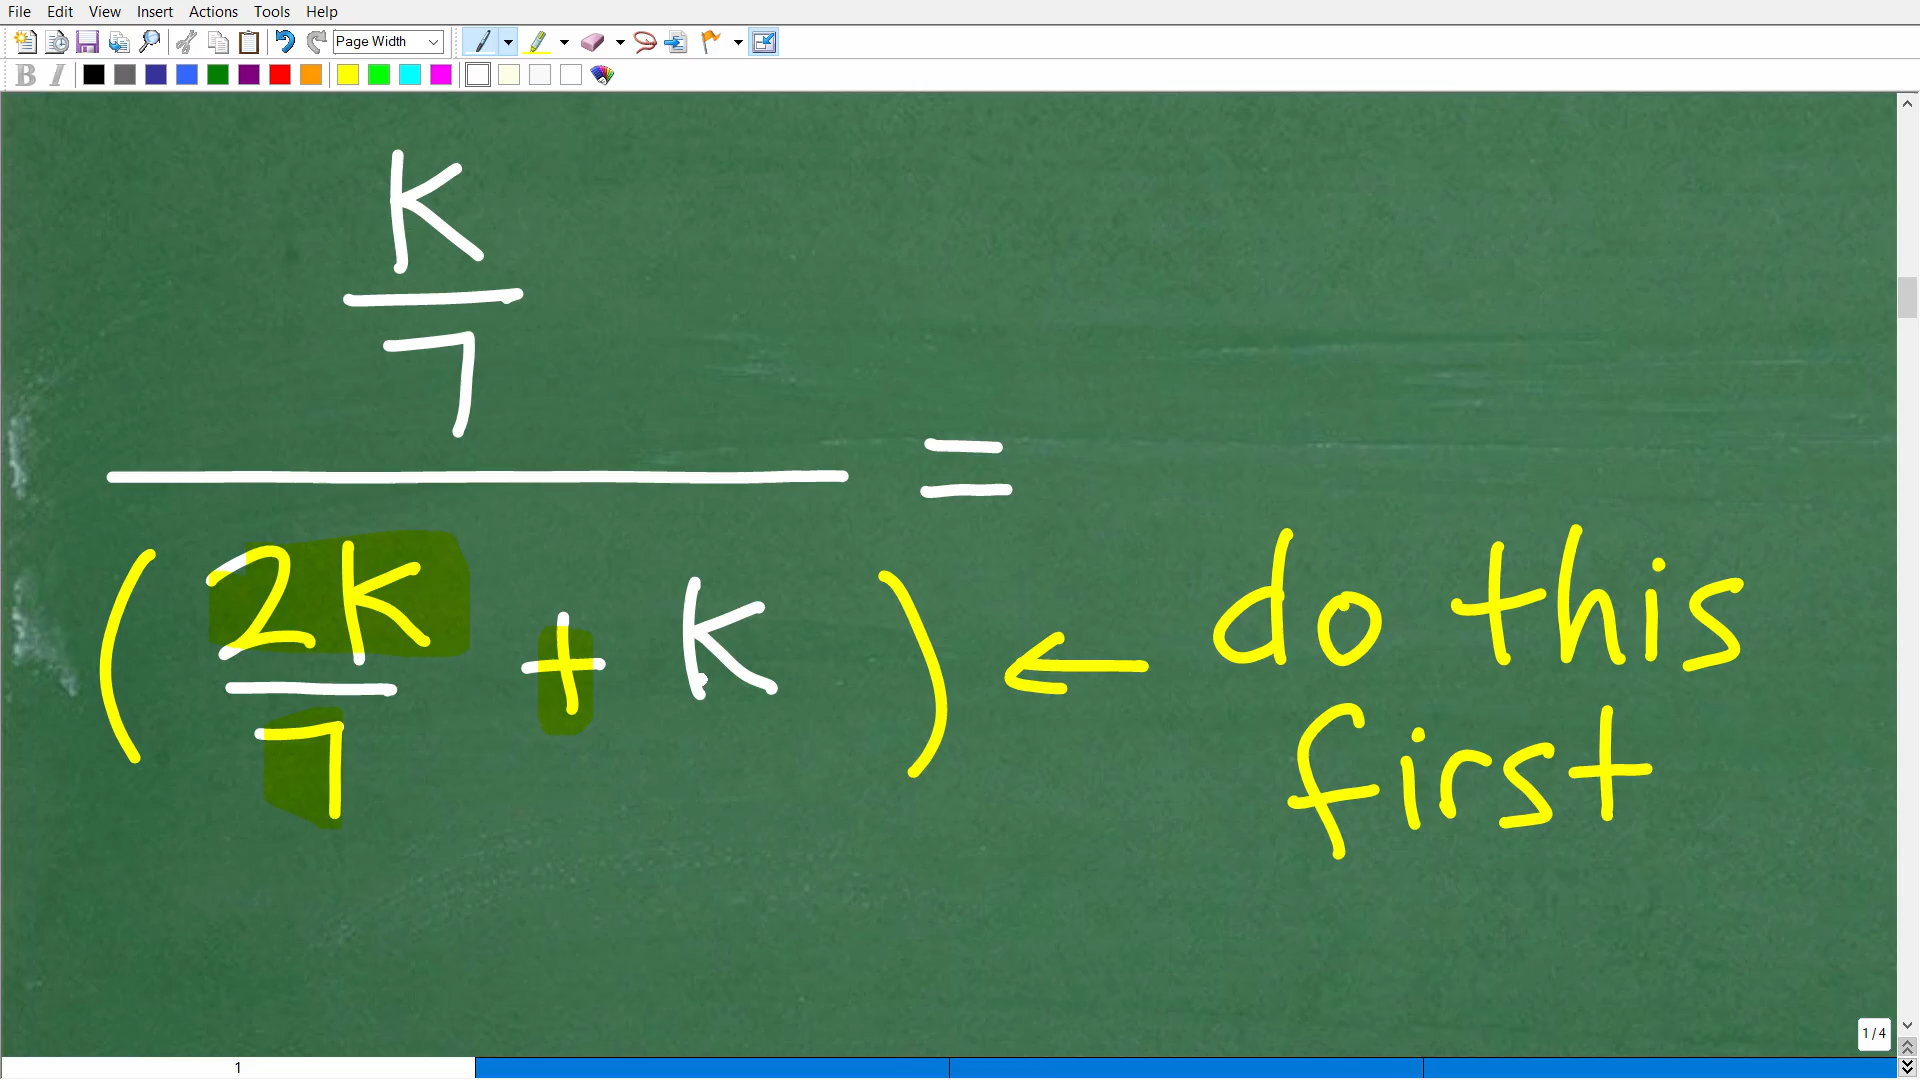 File Edit View Insert Actions Tools Help
Page Width
B I
K
7
=
(2K + K) ← do this
7
first
1/4
1